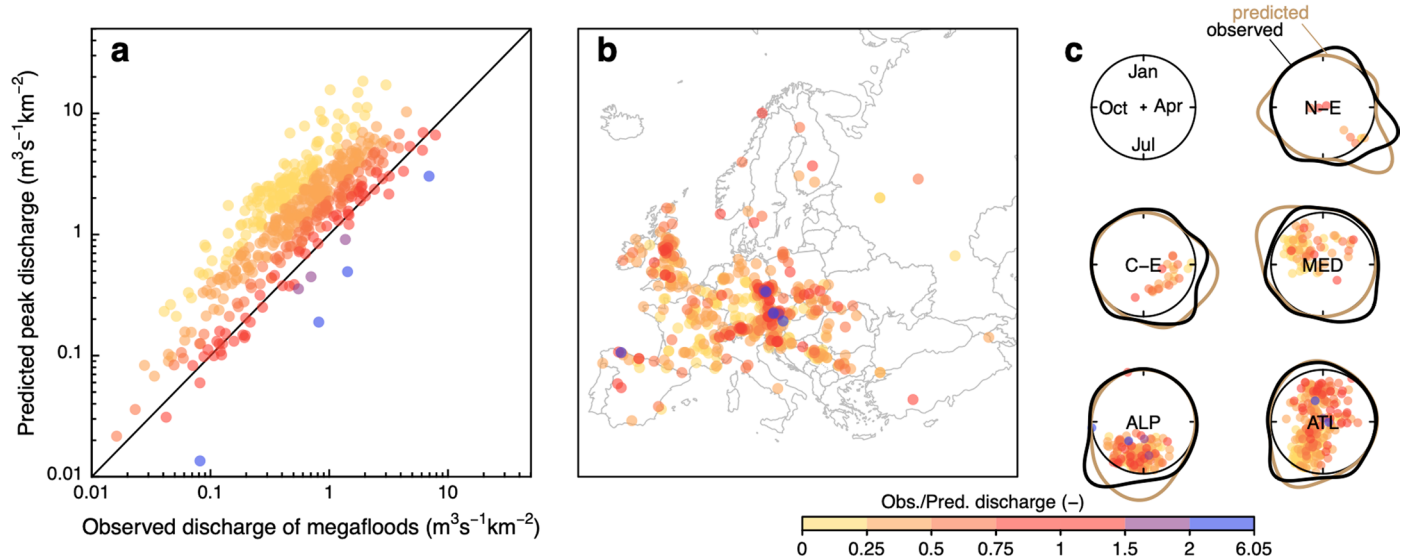 a
Predicted peak discharge (m³s⁻¹km⁻²)
10
1
0.1
0.01
0.01 0.1 1 10
Observed discharge of megafloods (m³s⁻¹km⁻²)
b
c
predicted
observed
Jan
Oct + Apr
Jul
N–E
C–E
MED
ALP
ATL
Obs./Pred. discharge (–)
0 0.25 0.5 0.75 1 1.5 2 6.05